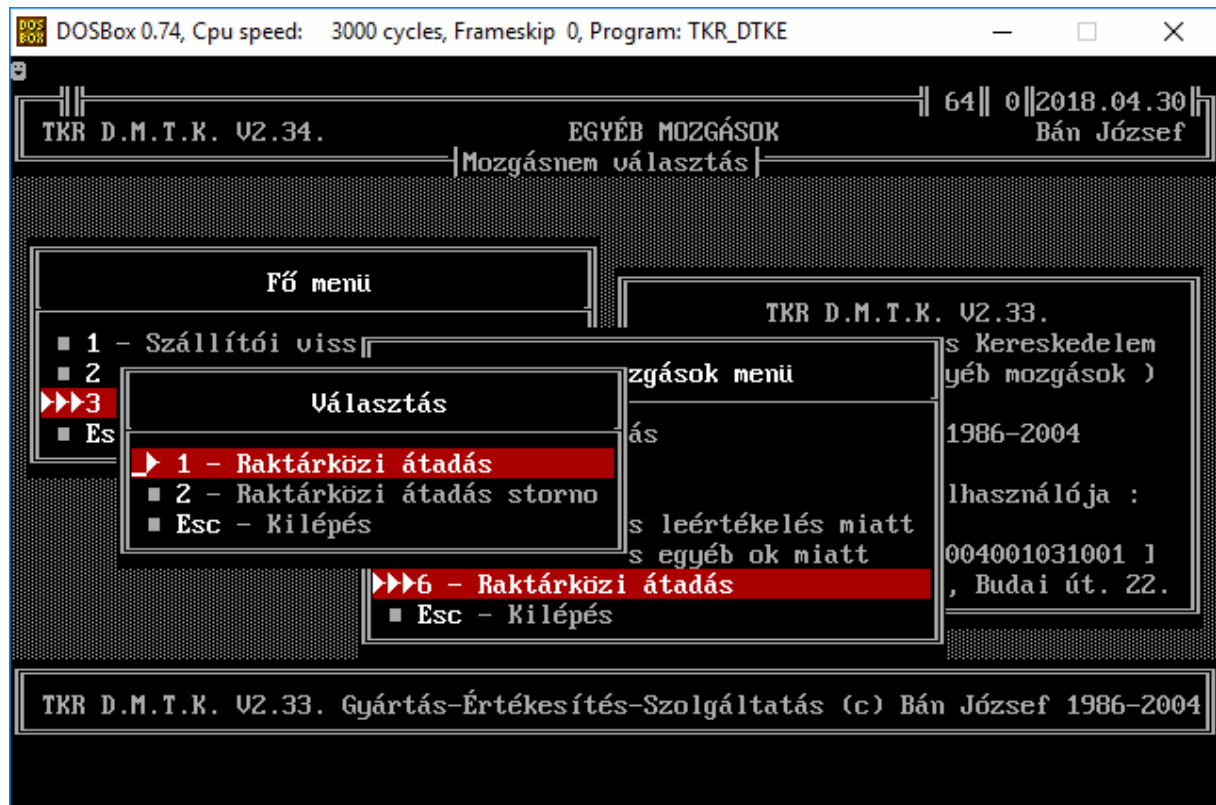 DOSBox 0.74, Cpu speed: 3000 cycles, Frameskip 0, Program: TKR_DTKE
64 0 2018.04.30
TKR D.M.T.K. V2.34. EGYÉB MOZGÁSOK Bán József
Mozgásnem választás
Fő menü
1 - Szállítói viss
2
3
Es
TKR D.M.T.K. V2.33.
s Kereskedelem
yéb mozgások )
1986-2004
lhasználója :
004001031001 ]
, Budai út. 22.
zgások menü
ás
s leértékelés miatt
s egyéb ok miatt
6 - Raktárközi átadás
Esc - Kilépés
Választás
1 - Raktárközi átadás
2 - Raktárközi átadás storno
Esc - Kilépés
TKR D.M.T.K. V2.33. Gyártás-Értékesítés-Szolgáltatás (c) Bán József 1986-2004